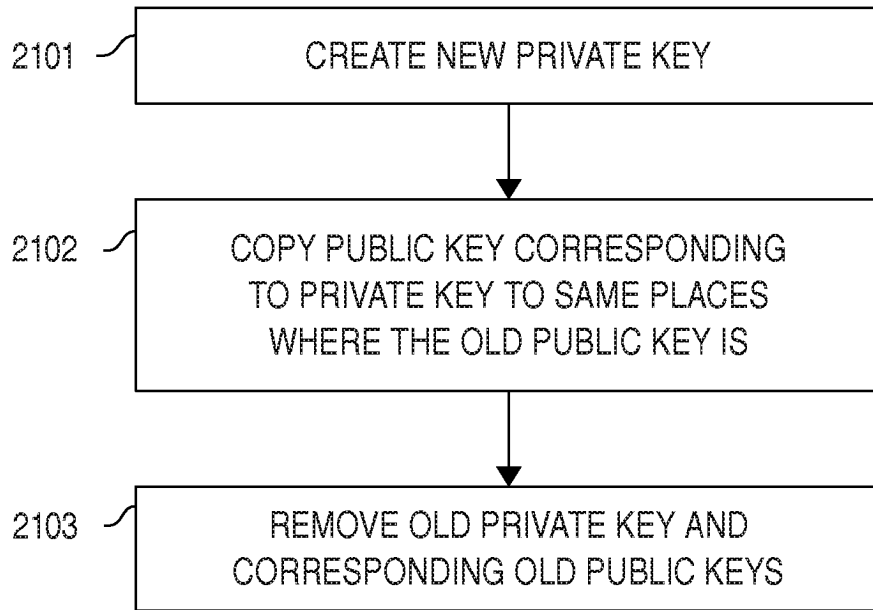 2101
CREATE NEW PRIVATE KEY
2102
COPY PUBLIC KEY CORRESPONDING
TO PRIVATE KEY TO SAME PLACES
WHERE THE OLD PUBLIC KEY IS
2103
REMOVE OLD PRIVATE KEY AND
CORRESPONDING OLD PUBLIC KEYS